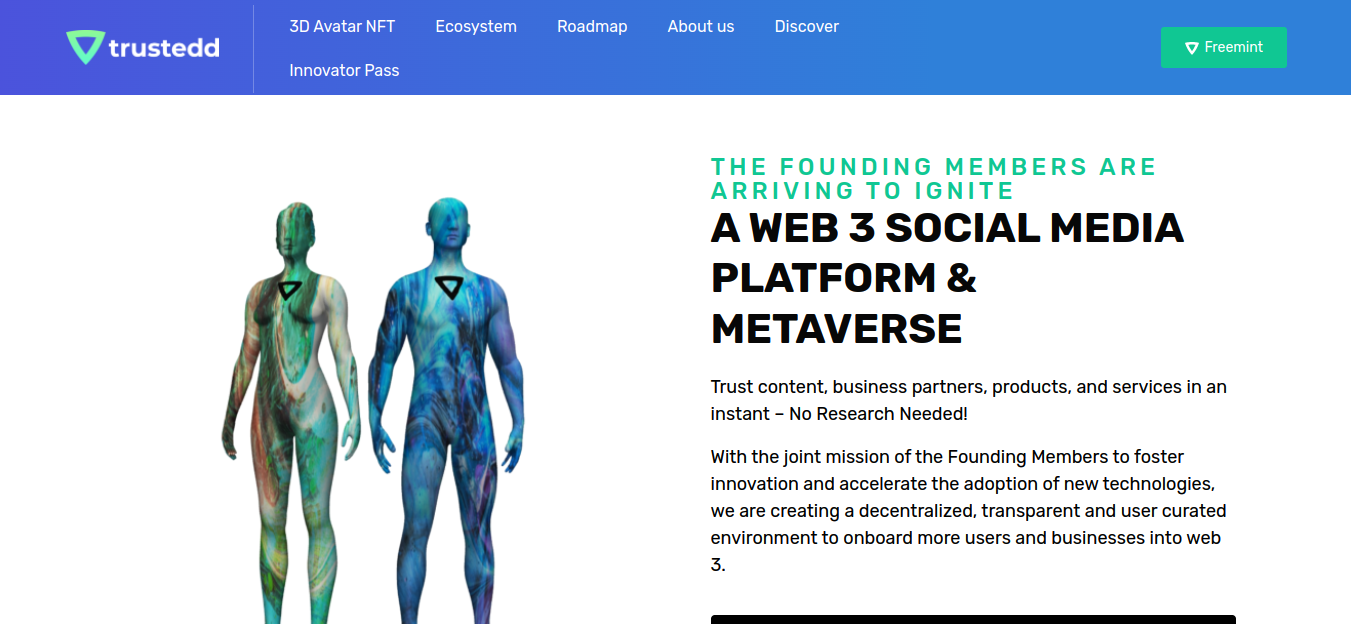 trustedd
3D Avatar NFT
Ecosystem
Roadmap
About us
Discover
Innovator Pass
Freemint
THE FOUNDING MEMBERS ARE
ARRIVING TO IGNITE
A WEB 3 SOCIAL MEDIA
PLATFORM &
METAVERSE
Trust content, business partners, products, and services in an
instant – No Research Needed!
With the joint mission of the Founding Members to foster
innovation and accelerate the adoption of new technologies,
we are creating a decentralized, transparent and user curated
environment to onboard more users and businesses into web
3.